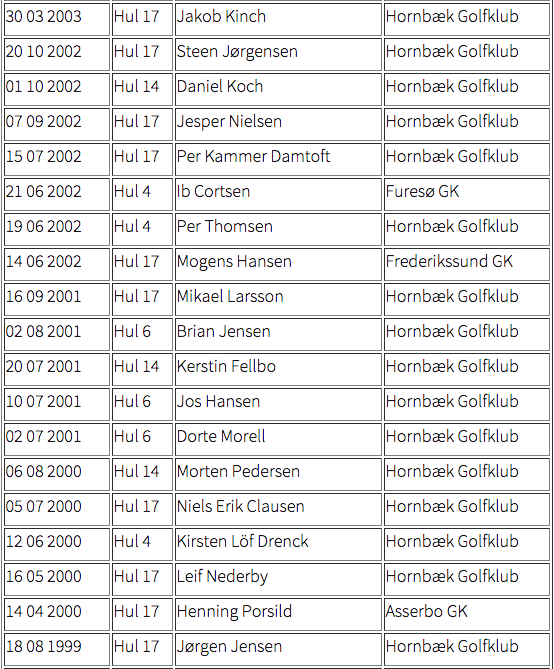 30 03 2003 Hul 17 Jakob Kinch Hornbæk Golfklub
20 10 2002 Hul 17 Steen Jørgensen Hornbæk Golfklub
01 10 2002 Hul 14 Daniel Koch Hornbæk Golfklub
07 09 2002 Hul 17 Jesper Nielsen Hornbæk Golfklub
15 07 2002 Hul 17 Per Kammer Damtoft Hornbæk Golfklub
21 06 2002 Hul 4 Ib Cortsen Furesø GK
19 06 2002 Hul 4 Per Thomsen Hornbæk Golfklub
14 06 2002 Hul 17 Mogens Hansen Frederikssund GK
16 09 2001 Hul 17 Mikael Larsson Hornbæk Golfklub
02 08 2001 Hul 6 Brian Jensen Hornbæk Golfklub
20 07 2001 Hul 14 Kerstin Fellbo Hornbæk Golfklub
10 07 2001 Hul 6 Jos Hansen Hornbæk Golfklub
02 07 2001 Hul 6 Dorte Morell Hornbæk Golfklub
06 08 2000 Hul 14 Morten Pedersen Hornbæk Golfklub
05 07 2000 Hul 17 Niels Erik Clausen Hornbæk Golfklub
12 06 2000 Hul 4 Kirsten Löf Drenck Hornbæk Golfklub
16 05 2000 Hul 17 Leif Nederby Hornbæk Golfklub
14 04 2000 Hul 17 Henning Porsild Asserbo GK
18 08 1999 Hul 17 Jørgen Jensen Hornbæk Golfklub